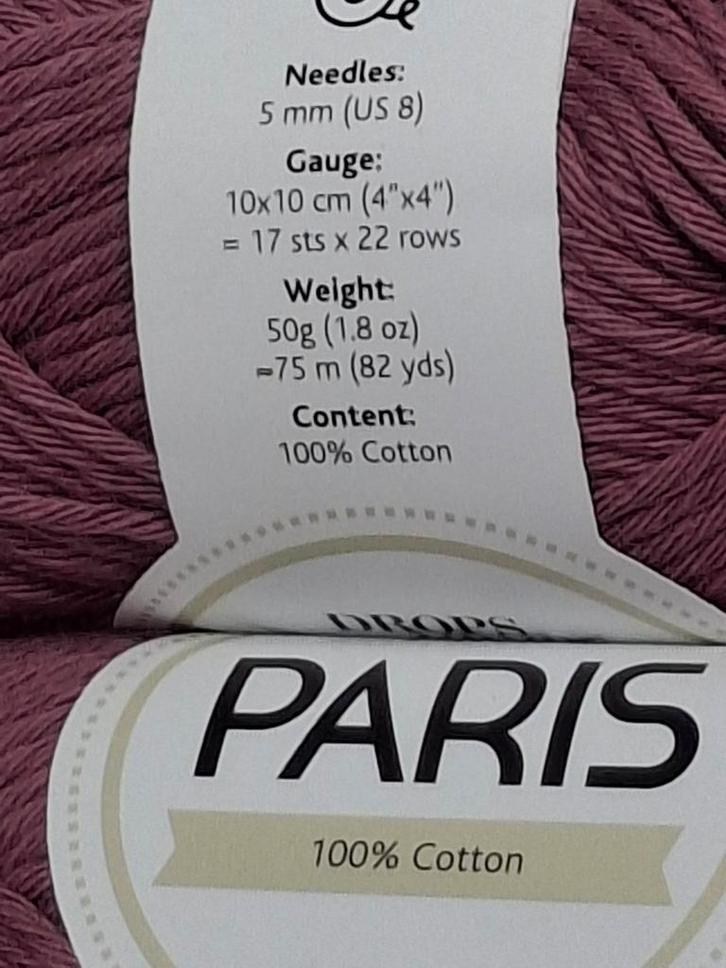 Needles:
5 mm (US 8)
Gauge:
10x10 cm (4"x4")
= 17 sts x 22 rows
Weight:
50g (1.8 oz)
≈75 m (82 yds)
Content:
100% Cotton
DROPS
PARIS
100% Cotton